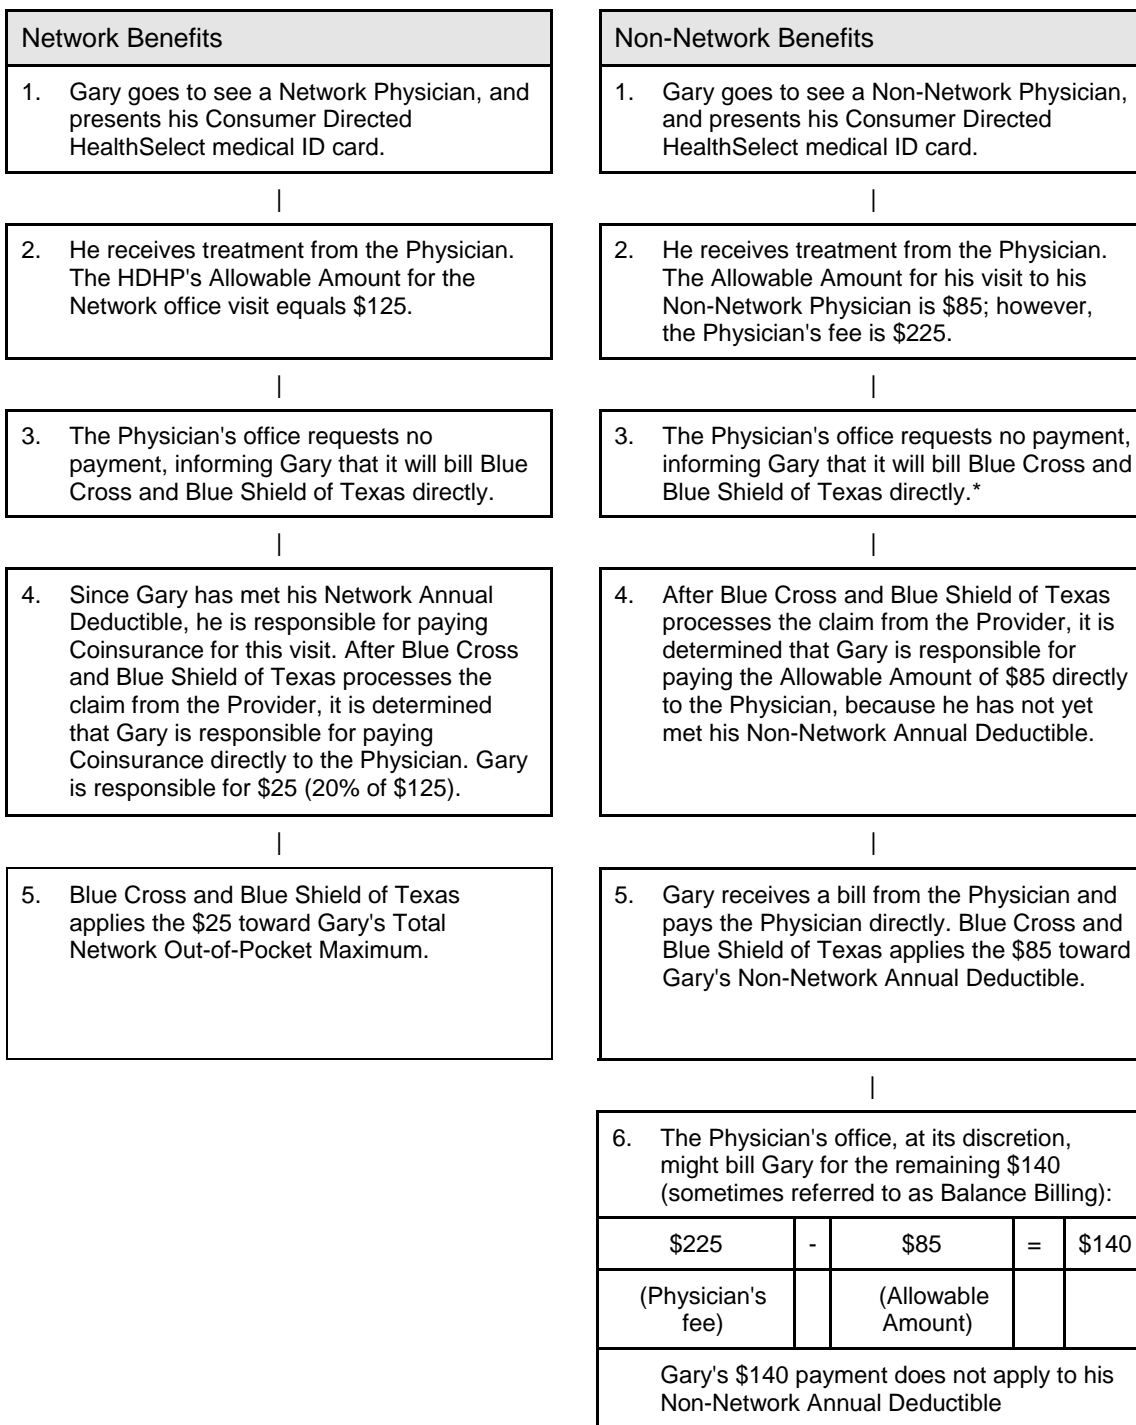 Network Benefits
1. Gary goes to see a Network Physician, and
presents his Consumer Directed
HealthSelect medical ID card.
|
2. He receives treatment from the Physician.
The HDHP's Allowable Amount for the
Network office visit equals $125.
|
3. The Physician's office requests no
payment, informing Gary that it will bill Blue
Cross and Blue Shield of Texas directly.
|
4. Since Gary has met his Network Annual
Deductible, he is responsible for paying
Coinsurance for this visit. After Blue Cross
and Blue Shield of Texas processes the
claim from the Provider, it is determined
that Gary is responsible for paying
Coinsurance directly to the Physician. Gary
is responsible for $25 (20% of $125).
|
5. Blue Cross and Blue Shield of Texas
applies the $25 toward Gary's Total
Network Out-of-Pocket Maximum.
Non-Network Benefits
1. Gary goes to see a Non-Network Physician,
and presents his Consumer Directed
HealthSelect medical ID card.
|
2. He receives treatment from the Physician.
The Allowable Amount for his visit to his
Non-Network Physician is $85; however,
the Physician's fee is $225.
|
3. The Physician's office requests no payment,
informing Gary that it will bill Blue Cross and
Blue Shield of Texas directly.*
|
4. After Blue Cross and Blue Shield of Texas
processes the claim from the Provider, it is
determined that Gary is responsible for
paying the Allowable Amount of $85 directly
to the Physician, because he has not yet
met his Non-Network Annual Deductible.
|
5. Gary receives a bill from the Physician and
pays the Physician directly. Blue Cross and
Blue Shield of Texas applies the $85 toward
Gary's Non-Network Annual Deductible.
|
6. The Physician's office, at its discretion,
might bill Gary for the remaining $140
(sometimes referred to as Balance Billing):
$225 - $85 = $140
(Physician's (Allowable
fee) Amount)
Gary's $140 payment does not apply to his
Non-Network Annual Deductible